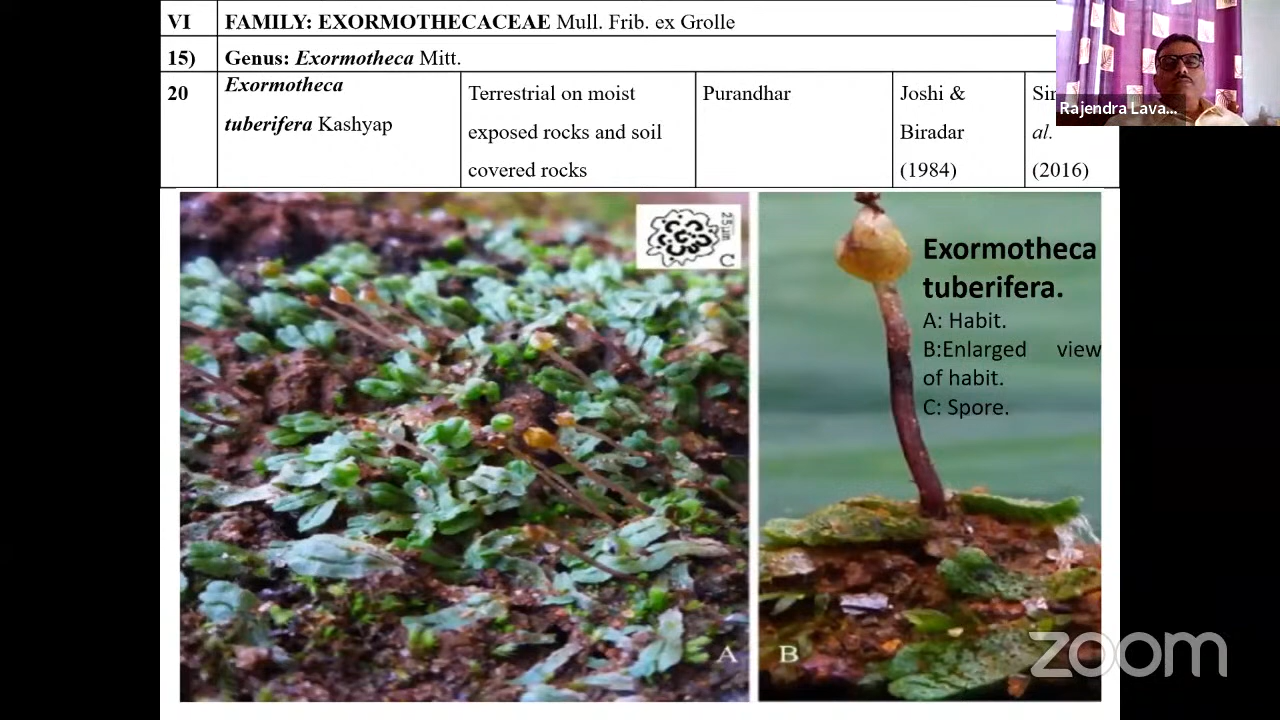 VI FAMILY: EXORMOTHECACEAE Mull. Frib. ex Grolle
15) Genus: Exormotheca Mitt.
20 Exormotheca
tuberifera Kashyap
Terrestrial on moist
exposed rocks and soil
covered rocks
Purandhar
Joshi &
Biradar
(1984)
al.
(2016)
Rajendra Lava...
25 µm
C
Exormotheca
tuberifera.
A: Habit.
B:Enlarged view
of habit.
C: Spore.
A
B
zoom